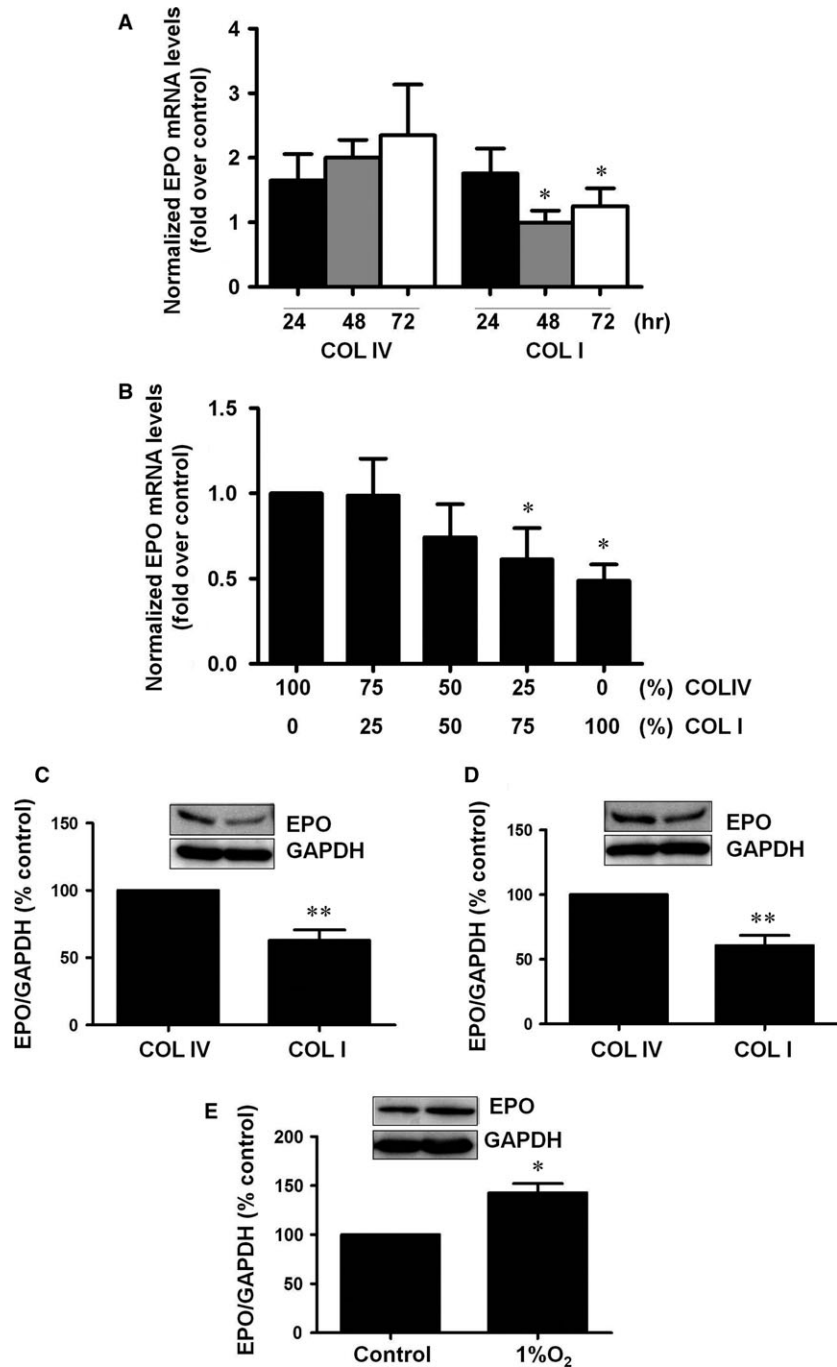 A
Normalized EPO mRNA levels
(fold over control)
4
3
2
1
0
* *
24 48 72 24 48 72 (hr)
COL IV COL I
B
Normalized EPO mRNA levels
(fold over control)
1.5
1.0
0.5
0.0
* *
100 75 50 25 0 (%) COLIV
0 25 50 75 100 (%) COL I
C
EPO/GAPDH (% control)
150
100
50
0
EPO
GAPDH
**
COL IV COL I
D
EPO/GAPDH (% control)
150
100
50
0
EPO
GAPDH
**
COL IV COL I
E
EPO/GAPDH (% control)
200
150
100
50
0
EPO
GAPDH
*
Control 1%O₂